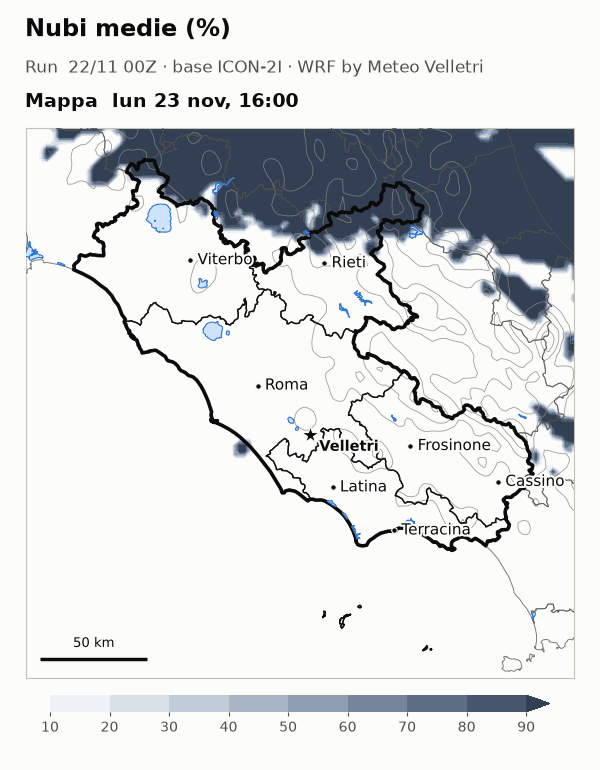 Nubi medie (%)
Run  22/11 00Z · base ICON-2I · WRF by Meteo Velletri
Mappa  lun 23 nov, 16:00
Viterbo
Rieti
Roma
Velletri
Frosinone
Latina
Cassino
Terracina
50 km
10 20 30 40 50 60 70 80 90